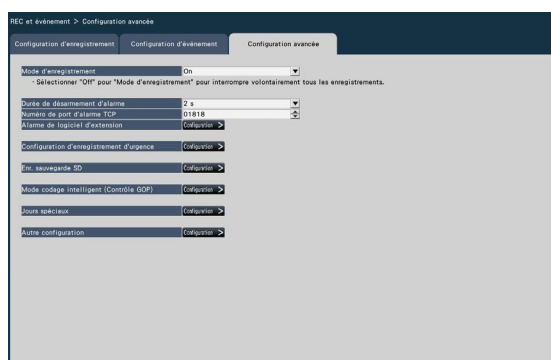 REC et événement > Configuration avancée
Configuration d'enregistrement Configuration d'évènement Configuration avancée
Mode d'enregistrement On
· Sélectionner "Off" pour "Mode d'enregistrement" pour interrompre volontairement tous les enregistrements.
Durée de désarmement d'alarme 2 s
Numéro de port d'alarme TCP 01818
Alarme de logiciel d'extension Configuration >
Configuration d'enregistrement d'urgence Configuration >
Enr. sauvegarde SD Configuration >
Mode codage intelligent (Contrôle GOP) Configuration >
Jours spéciaux Configuration >
Autre configuration Configuration >